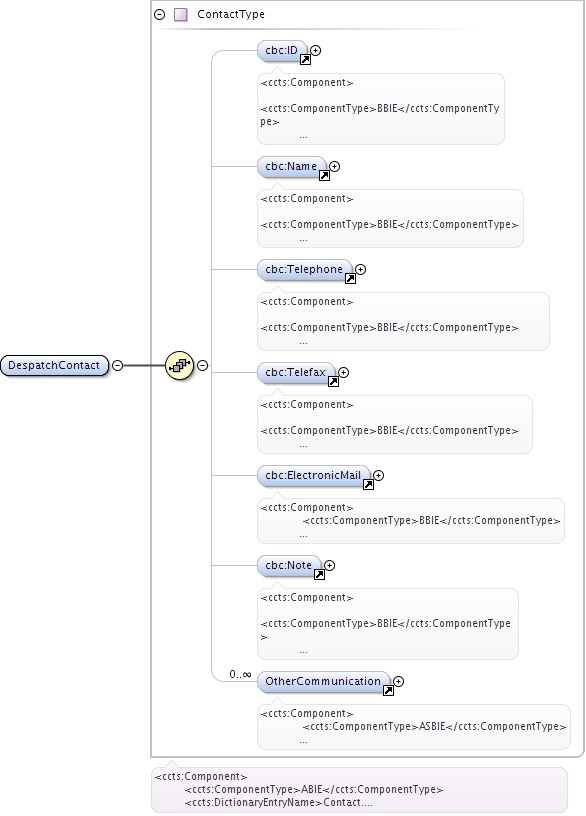 ContactType
cbc:ID
<ccts:Component>
<ccts:ComponentType>BBIE</ccts:ComponentTy
pe>
...
cbc:Name
<ccts:Component>
<ccts:ComponentType>BBIE</ccts:ComponentType>
...
cbc:Telephone
<ccts:Component>
<ccts:ComponentType>BBIE</ccts:ComponentType>
...
DespatchContact
cbc:Telefax
<ccts:Component>
<ccts:ComponentType>BBIE</ccts:ComponentType>
...
cbc:ElectronicMail
<ccts:Component>
<ccts:ComponentType>BBIE</ccts:ComponentType>
...
cbc:Note
<ccts:Component>
<ccts:ComponentType>BBIE</ccts:ComponentType
>
...
0..∞
OtherCommunication
<ccts:Component>
<ccts:ComponentType>ASBIE</ccts:ComponentType>
...
<ccts:Component>
<ccts:ComponentType>ABIE</ccts:ComponentType>
<ccts:DictionaryEntryName>Contact....